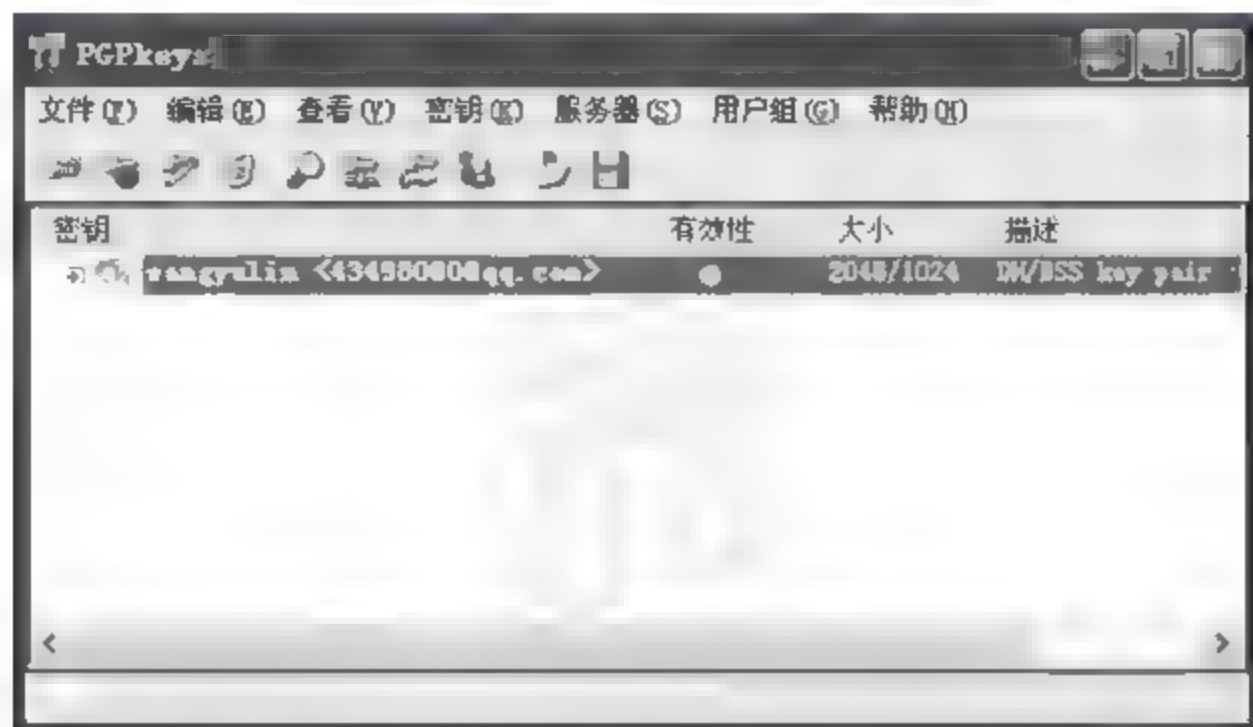 PGPkeys
文件(F) 编辑(E) 查看(V) 密钥(K) 服务器(S) 用户组(G) 帮助(H)
密钥 有效性 大小 描述
2048/1024 DH/DSS key pair